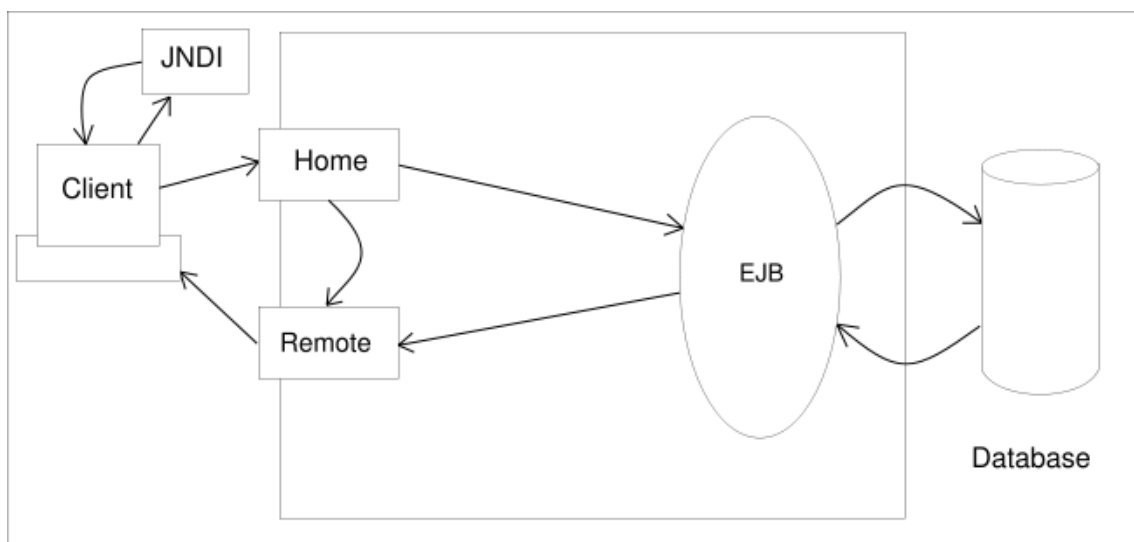 JNDI
Home
Client
EJB
Remote
Database